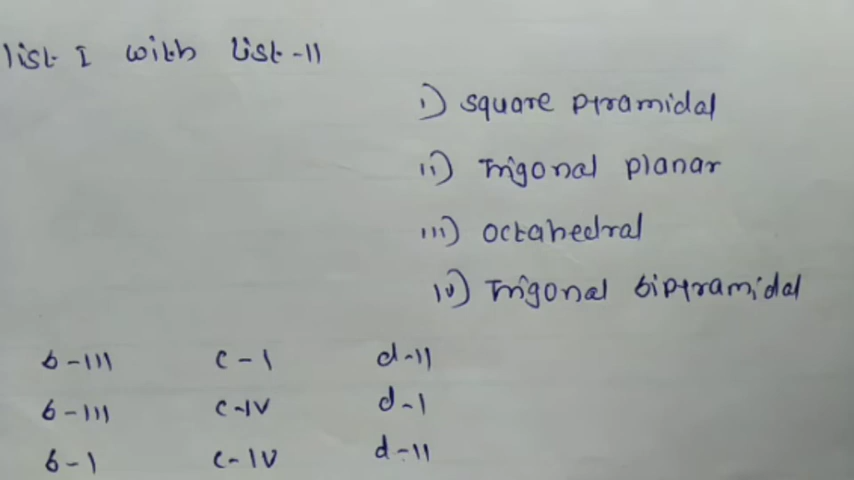 list I with list-II
i) square pyramidal
ii) Trigonal planar
iii) octahedral
iv) Trigonal bipyramidal
b-III c-I d-II
b-III c-IV d-I
b-I c-IV d-II